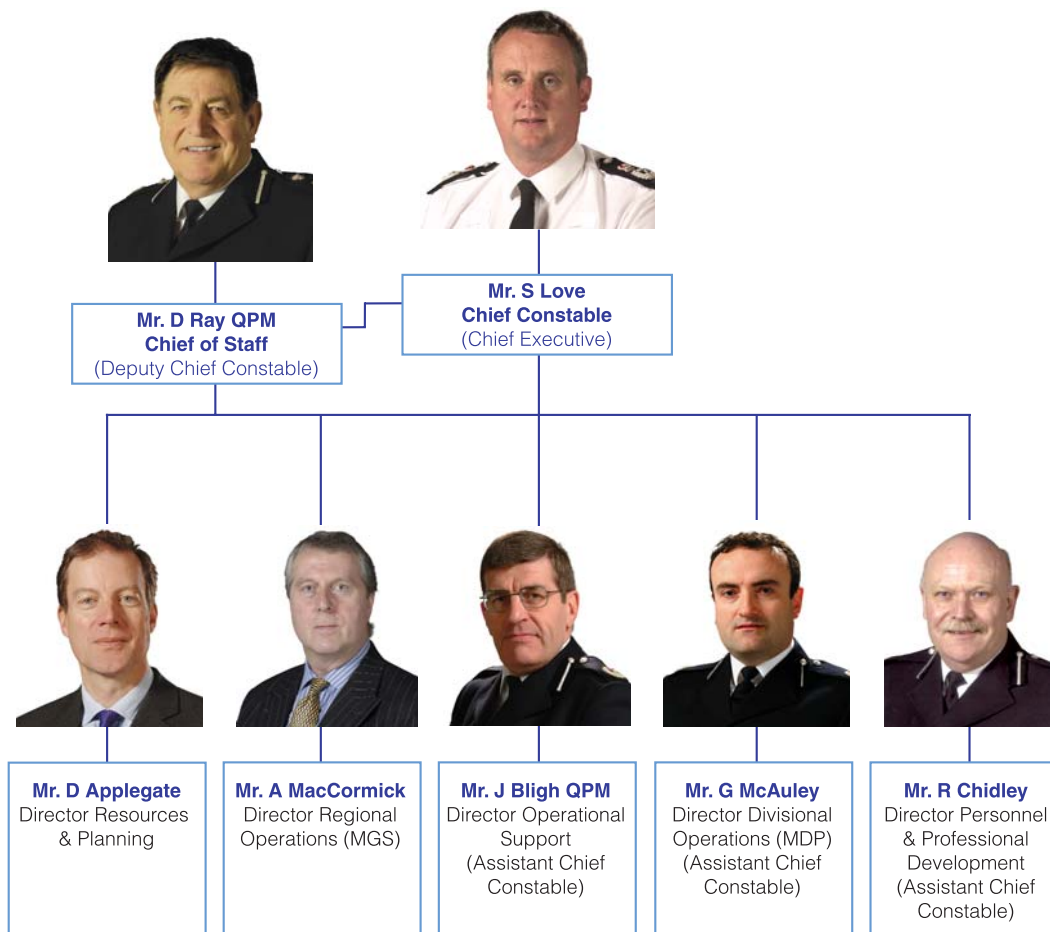 Mr. S Love
Chief Constable
(Chief Executive)
Mr. D Ray QPM
Chief of Staff
(Deputy Chief Constable)
Mr. D Applegate
Director Resources
& Planning
Mr. A MacCormick
Director Regional
Operations (MGS)
Mr. J Bligh QPM
Director Operational
Support
(Assistant Chief
Constable)
Mr. G McAuley
Director Divisional
Operations (MDP)
(Assistant Chief
Constable)
Mr. R Chidley
Director Personnel
& Professional
Development
(Assistant Chief
Constable)